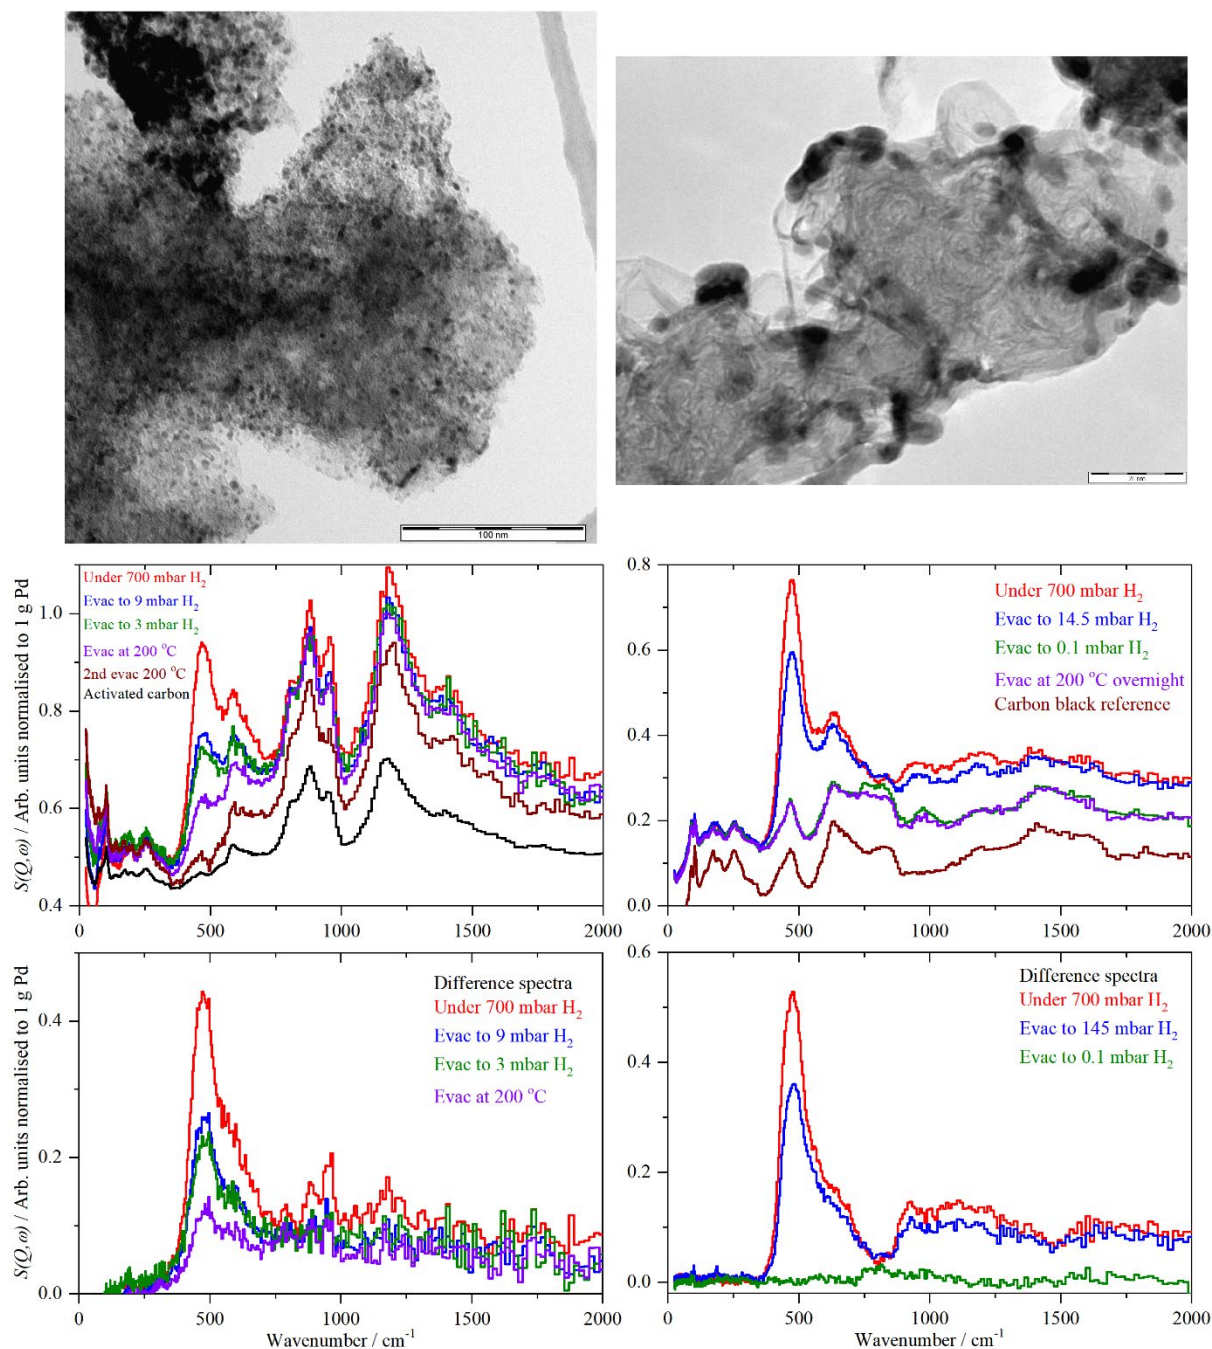 100 nm
Under 700 mbar H₂
Evac to 9 mbar H₂
Evac to 3 mbar H₂
Evac at 200 °C
2nd evac 200 °C
Activated carbon
S(Q,ω) / Arb. units normalised to 1 g Pd
1.0
0.8
0.6
0.4
0 500 1000 1500 2000
Under 700 mbar H₂
Evac to 14.5 mbar H₂
Evac to 0.1 mbar H₂
Evac at 200 °C overnight
Carbon black reference
0.8
0.6
0.4
0.2
0.0
0 500 1000 1500 2000
Difference spectra
Under 700 mbar H₂
Evac to 9 mbar H₂
Evac to 3 mbar H₂
Evac at 200 °C
S(Q,ω) / Arb. units normalised to 1 g Pd
0.4
0.2
0.0
0 500 1000 1500 2000
Wavenumber / cm⁻¹
Difference spectra
Under 700 mbar H₂
Evac to 145 mbar H₂
Evac to 0.1 mbar H₂
0.6
0.4
0.2
0.0
0 500 1000 1500 2000
Wavenumber / cm⁻¹